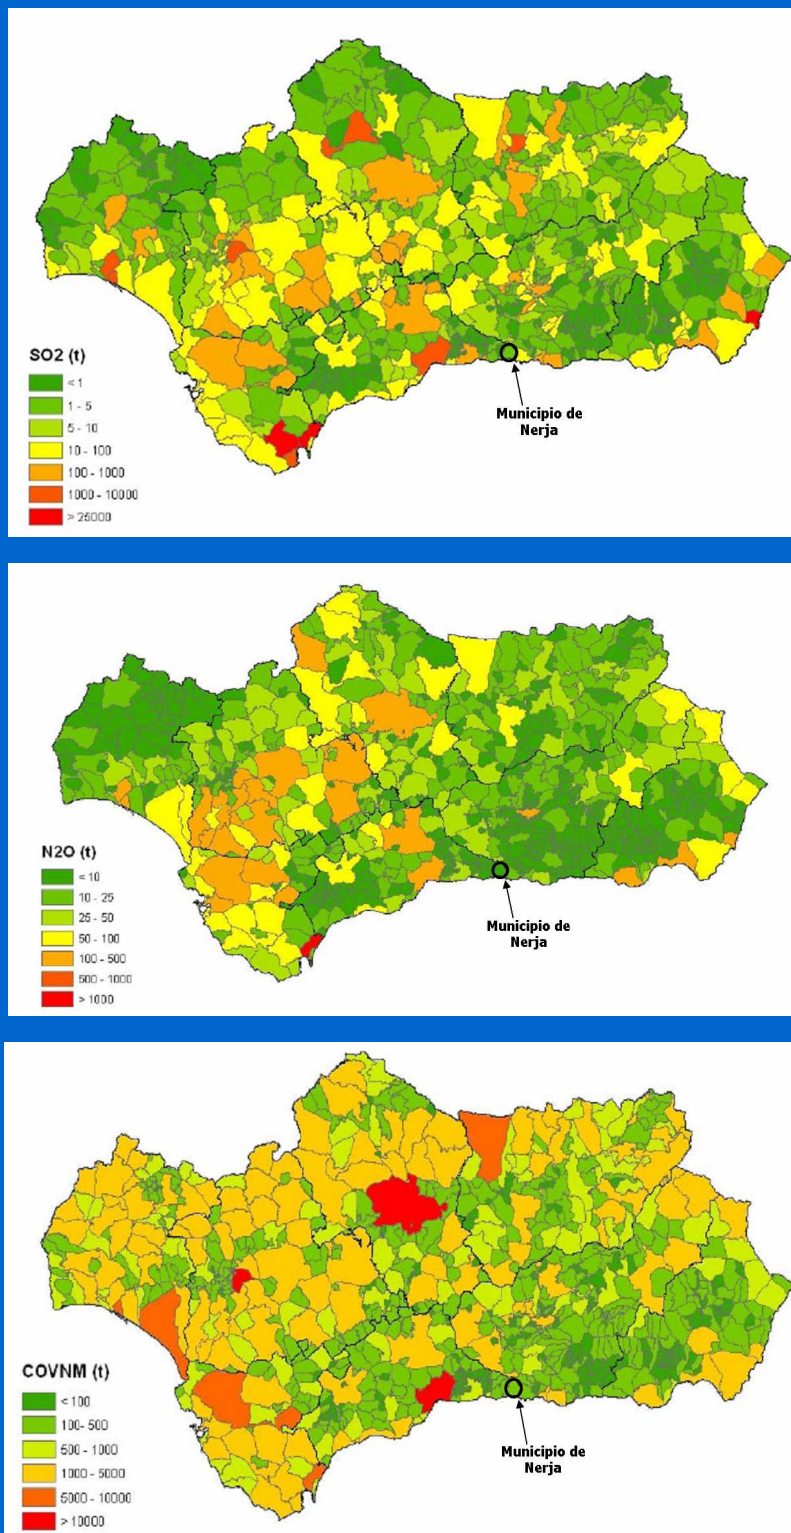 SO2 (t)
< 1
1 - 5
5 - 10
10 - 100
100 - 1000
1000 - 10000
> 25000
Municipio de
Nerja
N2O (t)
< 10
10 - 25
25 - 50
50 - 100
100 - 500
500 - 1000
> 1000
Municipio de
Nerja
COVNM (t)
< 100
100- 500
500 - 1000
1000 - 5000
5000 - 10000
> 10000
Municipio de
Nerja